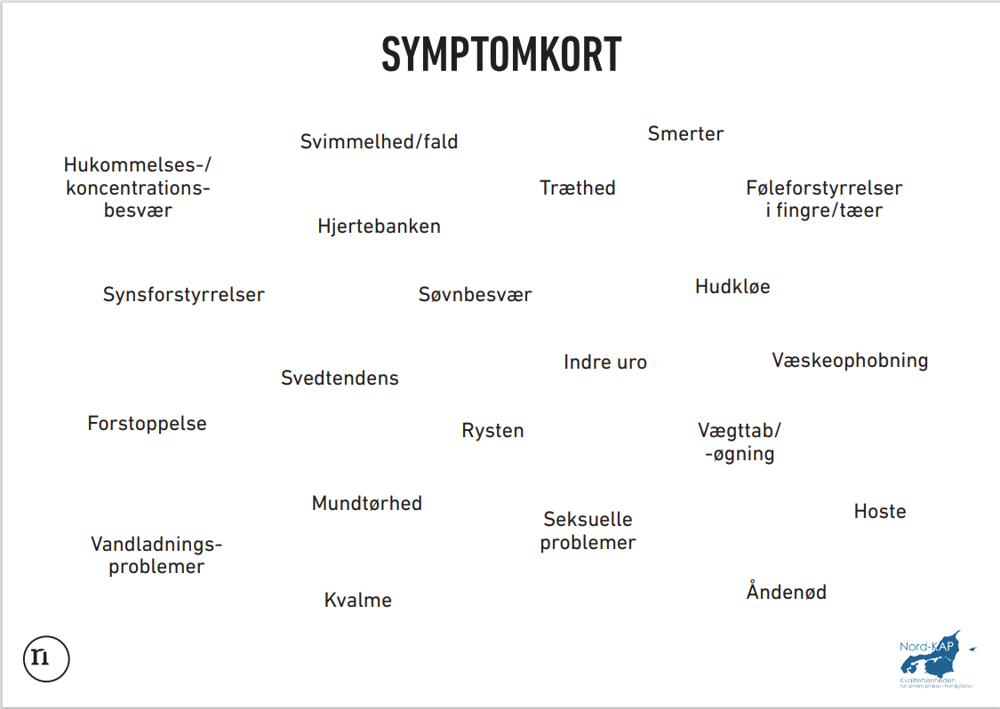 SYMPTOMKORT
Svimmelhed/fald
Smerter
Hukommelses-/
koncentrations-
besvær
Træthed
Føleforstyrrelser
i fingre/tæer
Hjertebanken
Synsforstyrrelser
Søvnbesvær
Hudkløe
Indre uro
Væskeophobning
Svedtendens
Forstoppelse
Rysten
Vægttab/
-øgning
Mundtørhed
Seksuelle
problemer
Hoste
Vandladnings-
problemer
Kvalme
Åndenød
n
Nord-KAP
Kvalitetsenheden
for almen praksis i Nordjylland